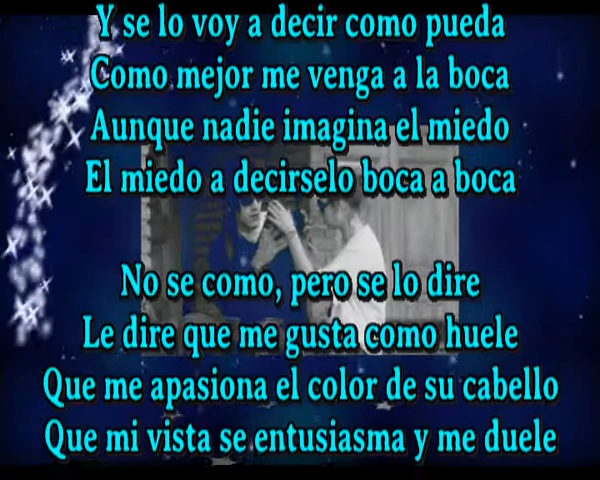 Y se lo voy a decir como pueda
Como mejor me venga a la boca
Aunque nadie imagina el miedo
El miedo a decirselo boca a boca
No se como, pero se lo dire
Le dire que me gusta como huele
Que me apasiona el color de su cabello
Que mi vista se entusiasma y me duele